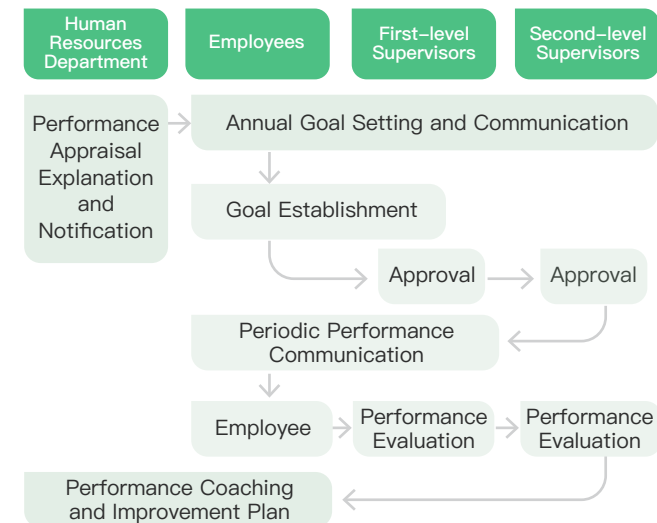 Human
Resources
Department
Employees
First-level
Supervisors
Second-level
Supervisors
Performance
Appraisal
Explanation
and
Notification
Annual Goal Setting and Communication
Goal Establishment
Approval
Approval
Periodic Performance
Communication
Employee
Performance
Evaluation
Performance
Evaluation
Performance Coaching
and Improvement Plan